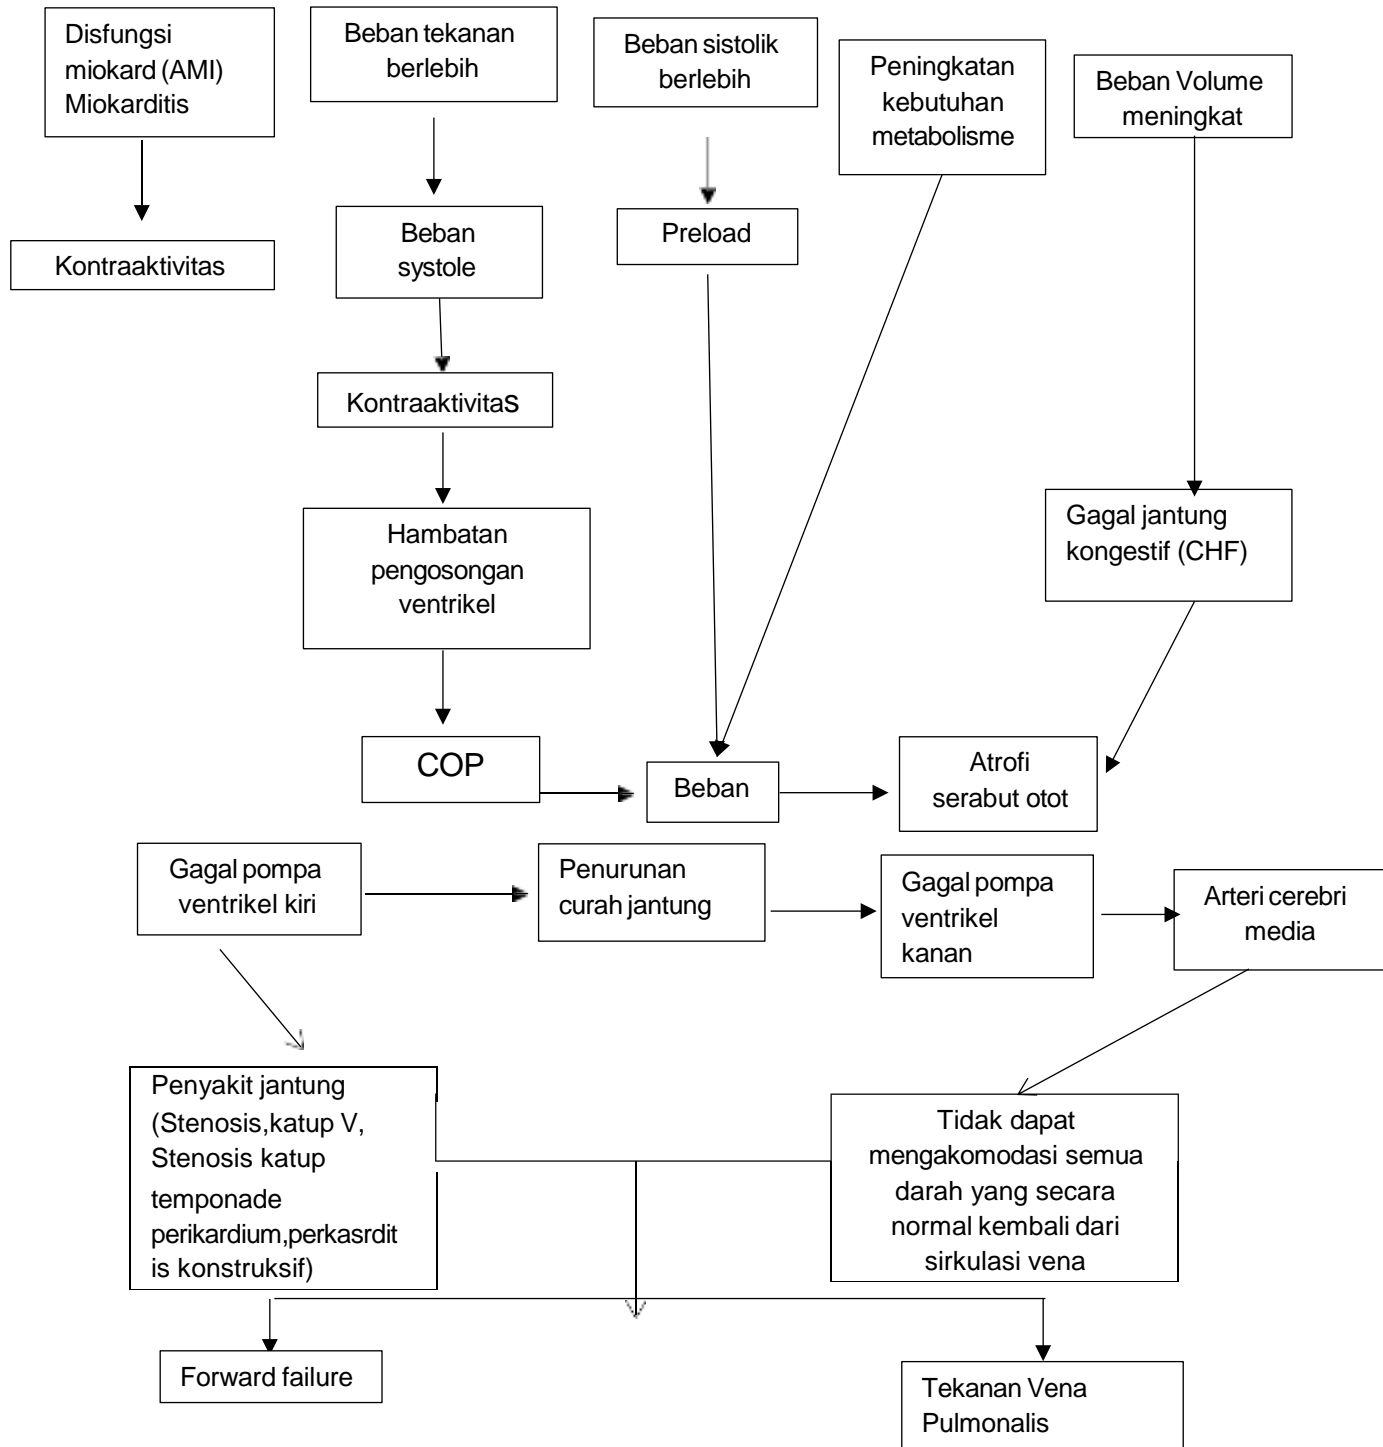 Disfungsi
miokard (AMI)
Miokarditis
Beban tekanan
berlebih
Beban sistolik
berlebih
Peningkatan
kebutuhan
metabolisme
Beban Volume
meningkat
Kontraaktivitas
Beban
systole
Preload
Kontraaktivitas
Hambatan
pengosongan
ventrikel
Gagal jantung
kongestif (CHF)
COP
Beban
Atrofi
serabut otot
Gagal pompa
ventrikel kiri
Penurunan
curah jantung
Gagal pompa
ventrikel
kanan
Arteri cerebri
media
Penyakit jantung
(Stenosis,katup V,
Stenosis katup
temponade
perikardium,perkasrdit
is konstruksif)
Tidak dapat
mengakomodasi semua
darah yang secara
normal kembali dari
sirkulasi vena
Forward failure
Tekanan Vena
Pulmonalis